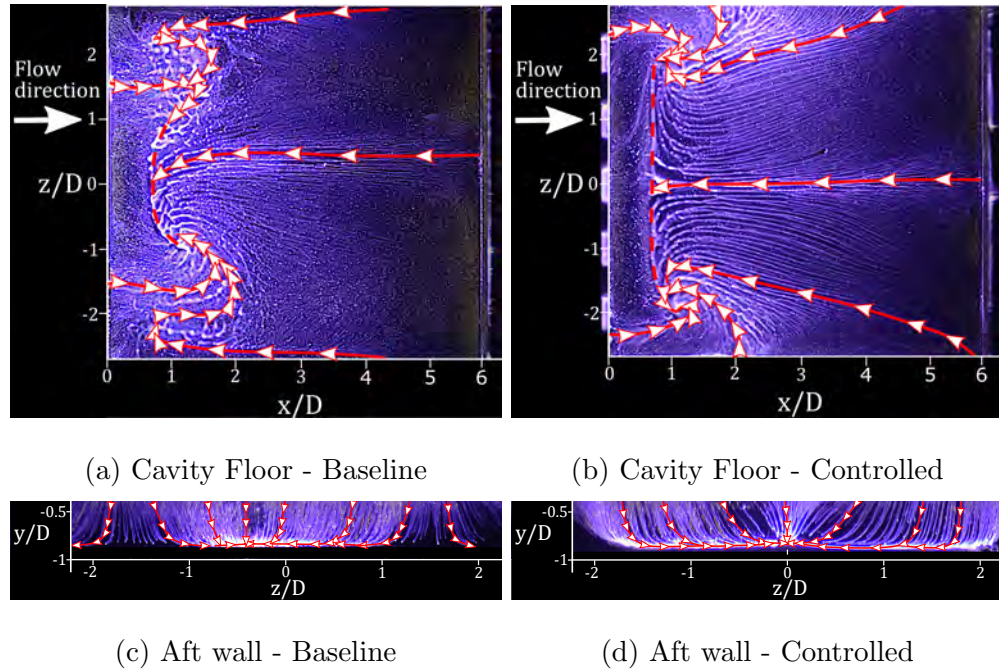 2
Flow
direction
1
z/D
0
-1
-2
0
1
2
3
4
5
6
x/D
2
Flow
direction
1
z/D
0
-1
-2
0
1
2
3
4
5
6
x/D
(a) Cavity Floor - Baseline
(b) Cavity Floor - Controlled
-0.5
y/D
-1
-2
-1
0
1
2
z/D
-0.5
y/D
-1
-2
-1
0
1
2
z/D
(c) Aft wall - Baseline
(d) Aft wall - Controlled